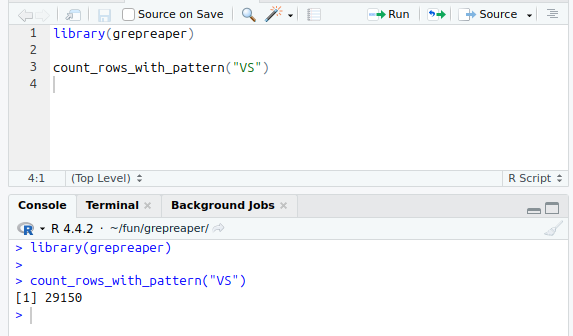 Source on Save
Run
Source
1 library(grepreaper)
2
3 count_rows_with_pattern("VS")
4
4:1
(Top Level)
R Script
Console
Terminal
Background Jobs
R 4.4.2 · ~/fun/grepreaper/
> library(grepreaper)
>
> count_rows_with_pattern("VS")
[1] 29150
>